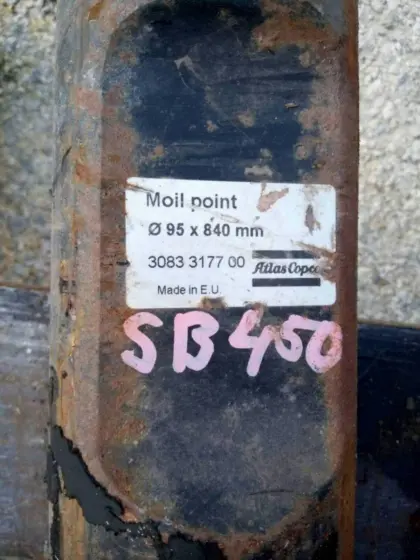 Moil point
Ø 95 x 840 mm
3083 3177 00 Atlas Copco
Made in E.U.
SB450